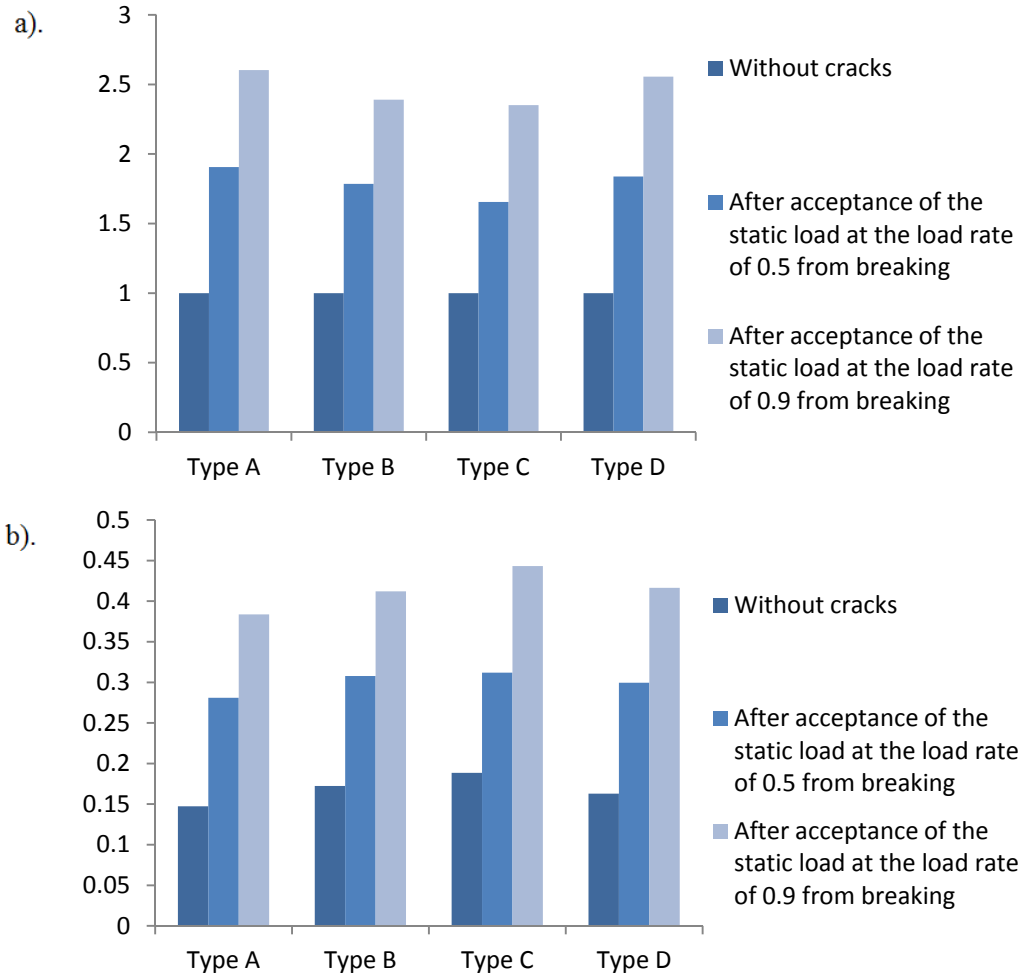 a).
3
2.5
2
1.5
1
0.5
0
Type A
Type B
Type C
Type D
Without cracks
After acceptance of the
static load at the load rate
of 0.5 from breaking
After acceptance of the
static load at the load rate
of 0.9 from breaking
b).
0.5
0.45
0.4
0.35
0.3
0.25
0.2
0.15
0.1
0.05
0
Type A
Type B
Type C
Type D
Without cracks
After acceptance of the
static load at the load rate
of 0.5 from breaking
After acceptance of the
static load at the load rate
of 0.9 from breaking